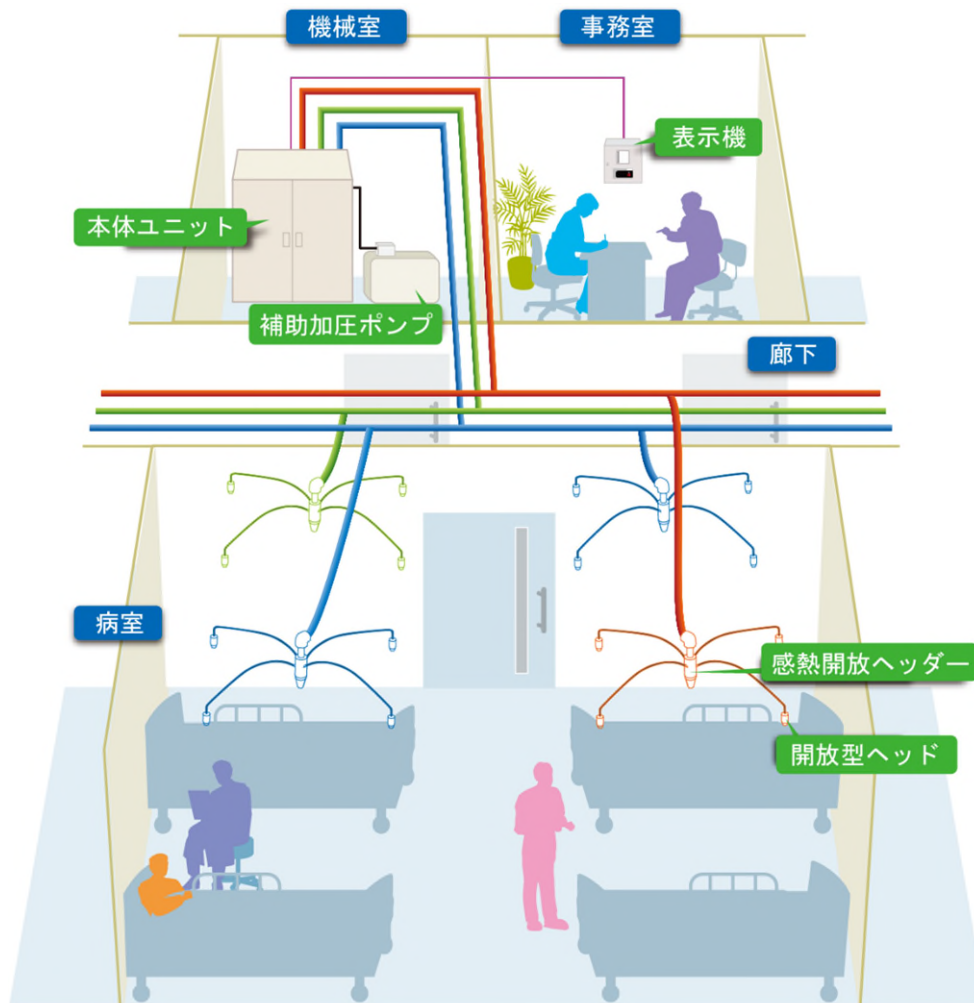 機械室
事務室
表示機
本体ユニット
補助加圧ポンプ
廊下
病室
感熱開放ヘッダー
開放型ヘッド